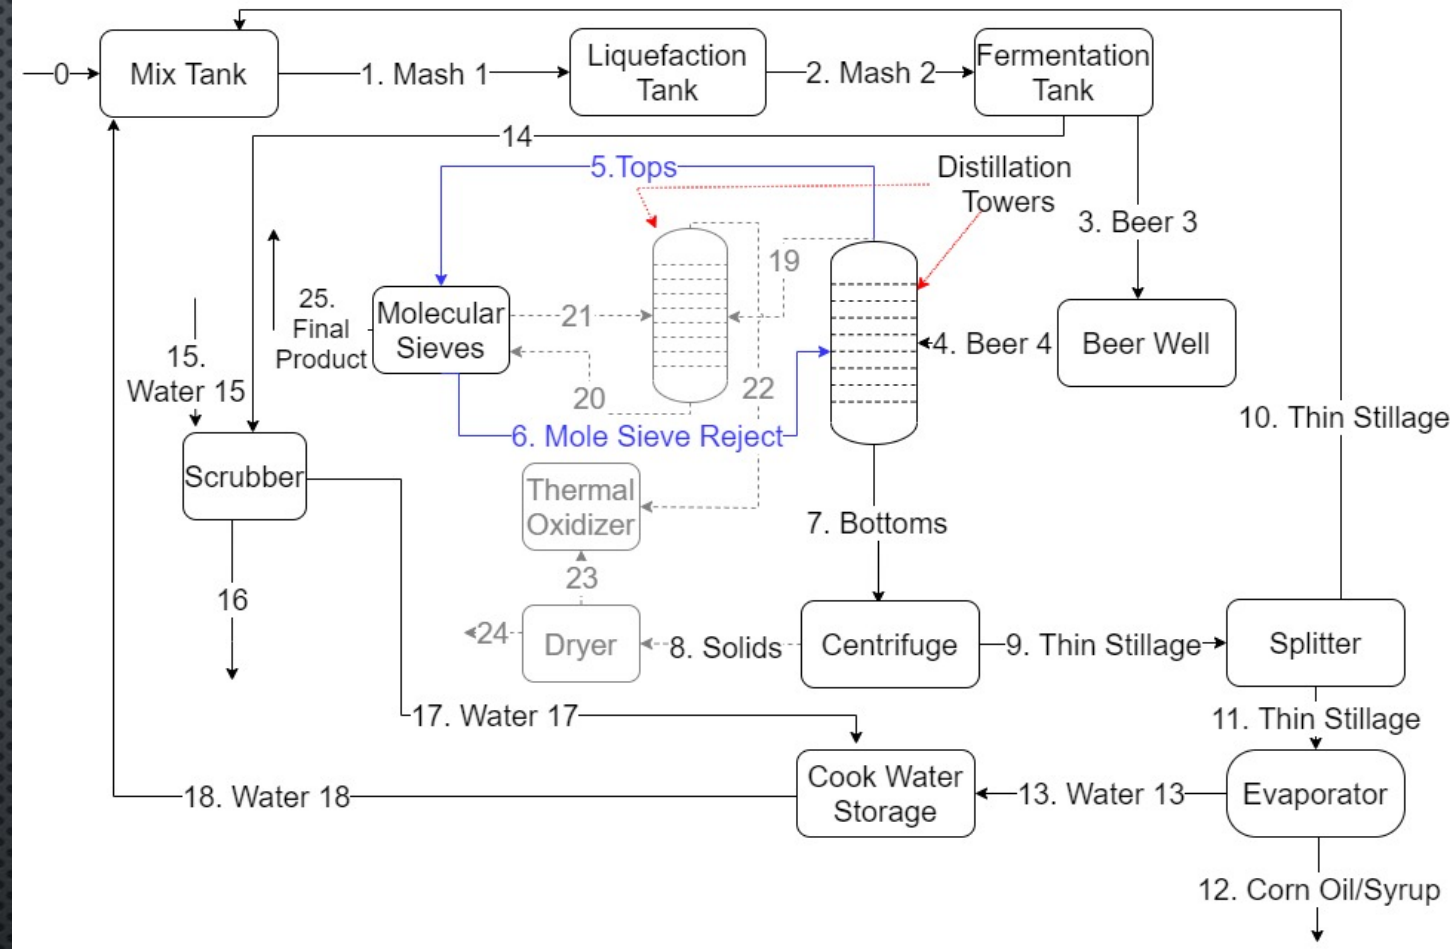 0
Mix Tank
1. Mash 1
Liquefaction
Tank
2. Mash 2
Fermentation
Tank
14
5.Tops
Distillation
Towers
3. Beer 3
19
25.
Final
Product
Molecular
Sieves
21
15.
Water 15
4. Beer 4
Beer Well
20
22
10. Thin Stillage
6. Mole Sieve Reject
Scrubber
Thermal
Oxidizer
7. Bottoms
23
16
24
Dryer
8. Solids
Centrifuge
9. Thin Stillage
Splitter
17. Water 17
11. Thin Stillage
18. Water 18
Cook Water
Storage
13. Water 13
Evaporator
12. Corn Oil/Syrup